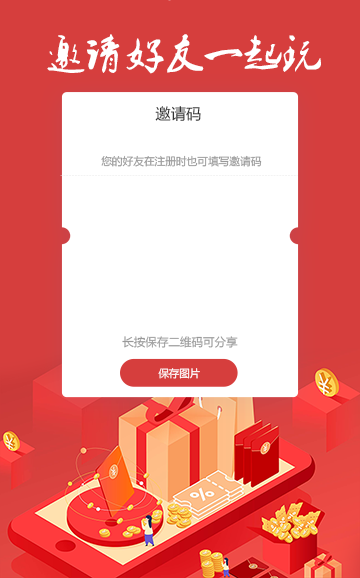 邀请好友一起玩
邀请码
您的好友在注册时也可填写邀请码
长按保存二维码可分享
保存图片